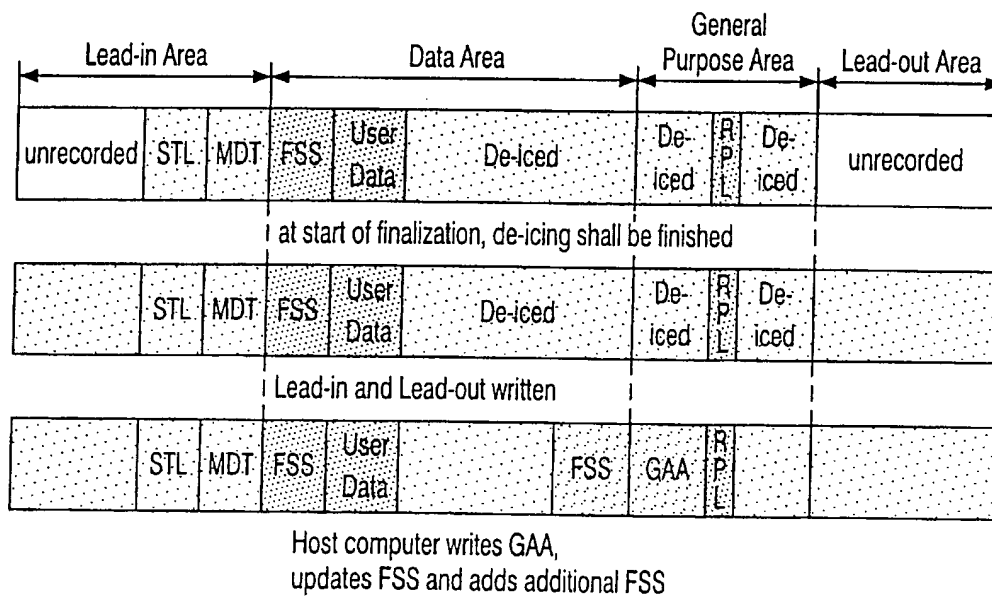 General
Lead-in Area Data Area Purpose Area Lead-out Area
unrecorded STL MDT FSS User Data De-iced De-iced RPL De-iced unrecorded
at start of finalization, de-icing shall be finished
STL MDT FSS User Data De-iced De-iced RPL De-iced
Lead-in and Lead-out written
STL MDT FSS User Data FSS GAA RPL
Host computer writes GAA,
updates FSS and adds additional FSS